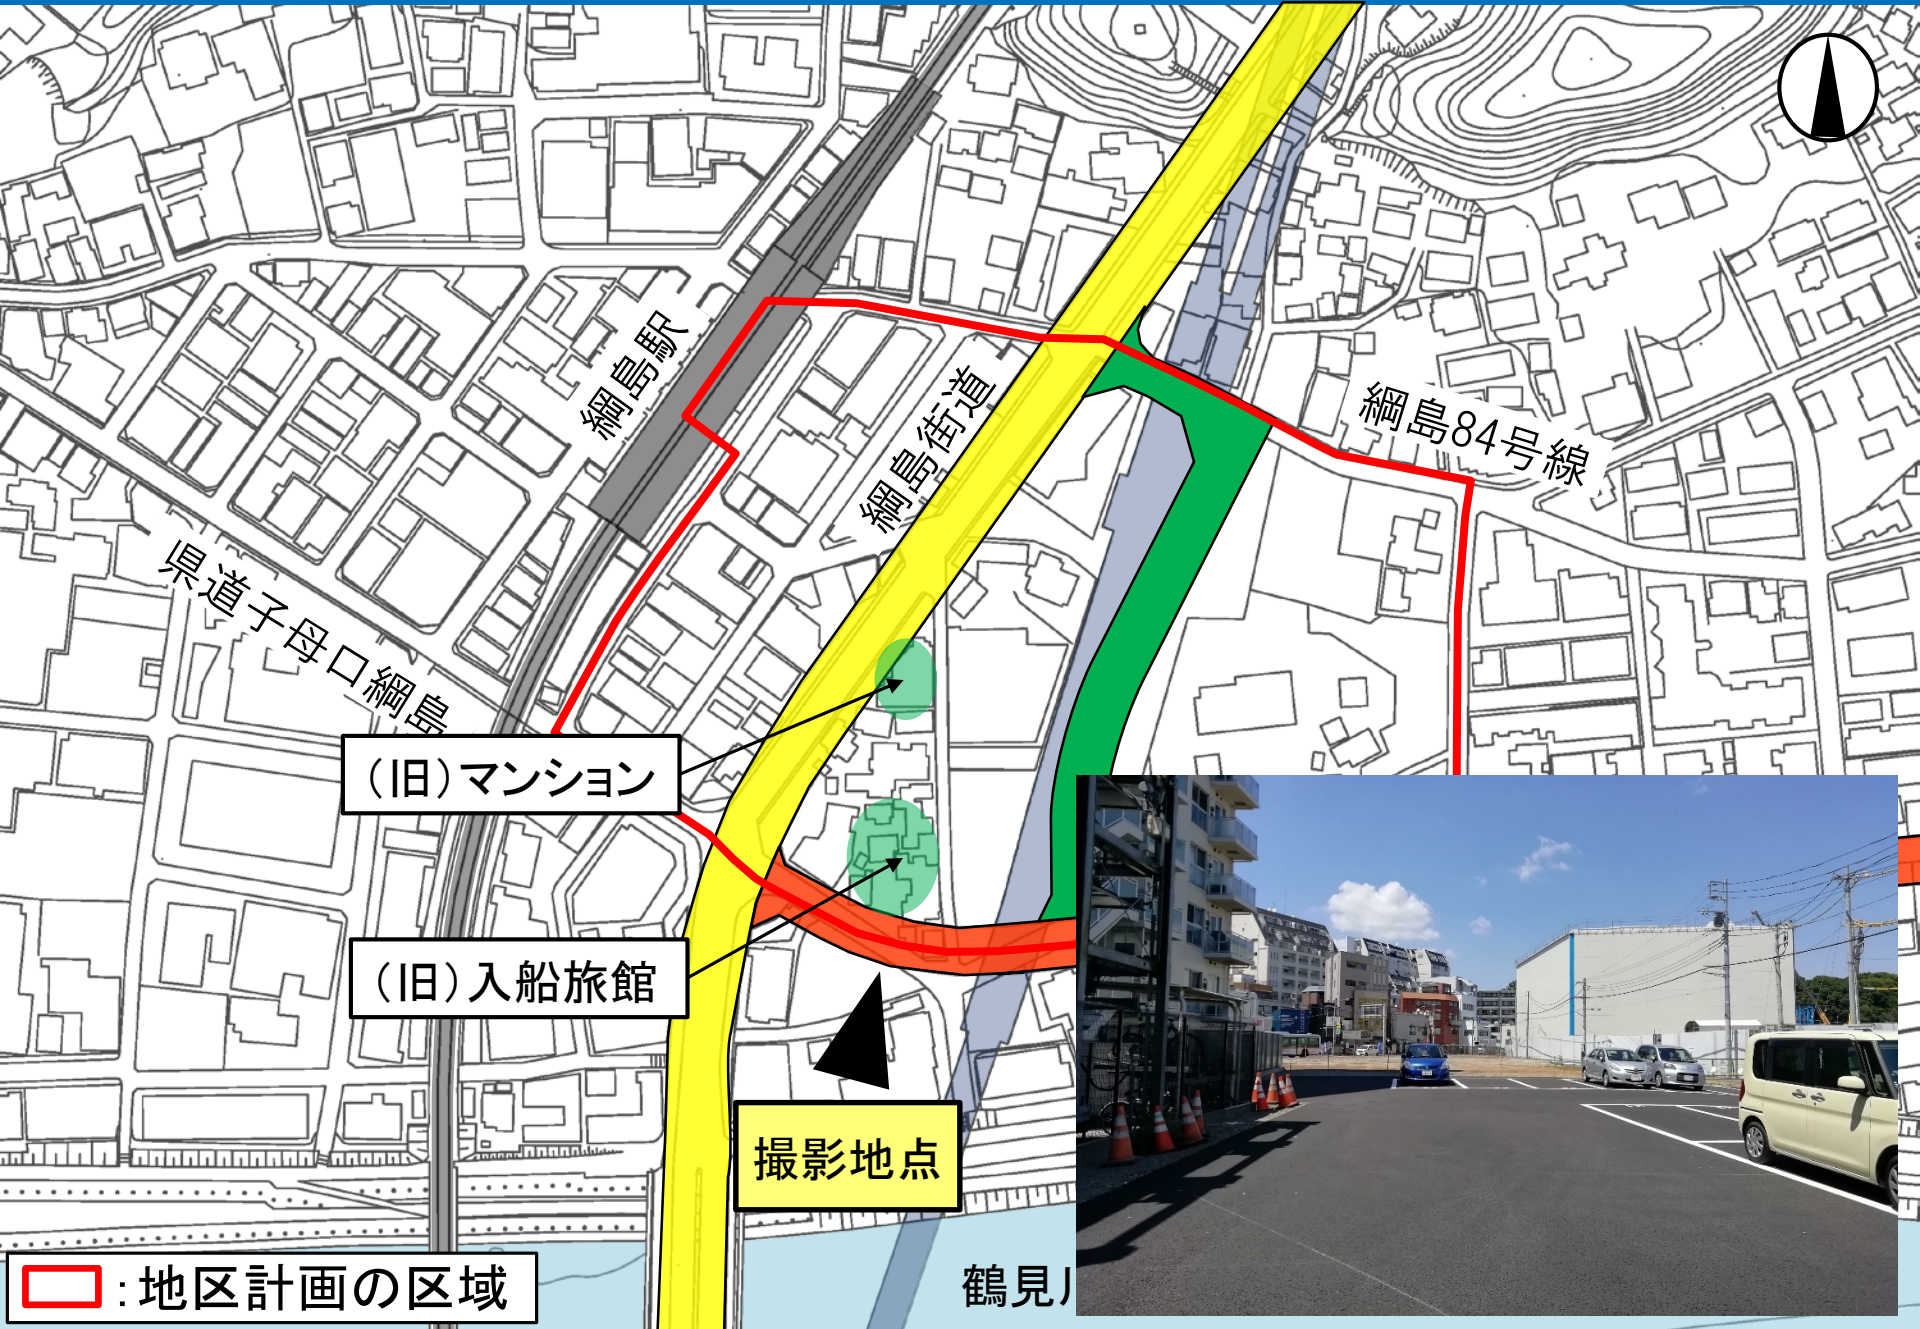 綱島駅
綱島街道
綱島84号線
県道子母口綱島
（旧）マンション
（旧）入船旅館
撮影地点
鶴見川
：地区計画の区域